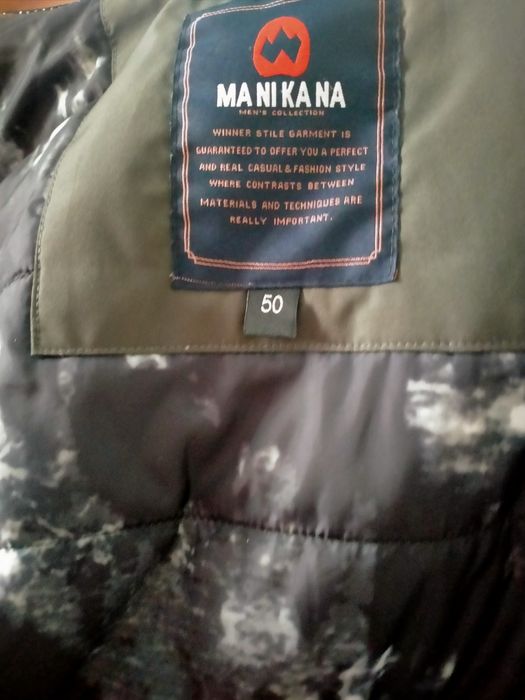 MANIKANA
MEN'S COLLECTION
WINNER STILE GARMENT IS
GUARANTEED TO OFFER YOU A PERFECT
AND REAL CASUAL & FASHION STYLE
WHERE CONTRASTS BETWEEN
MATERIALS AND TECHNIQUES ARE
REALLY IMPORTANT.
50